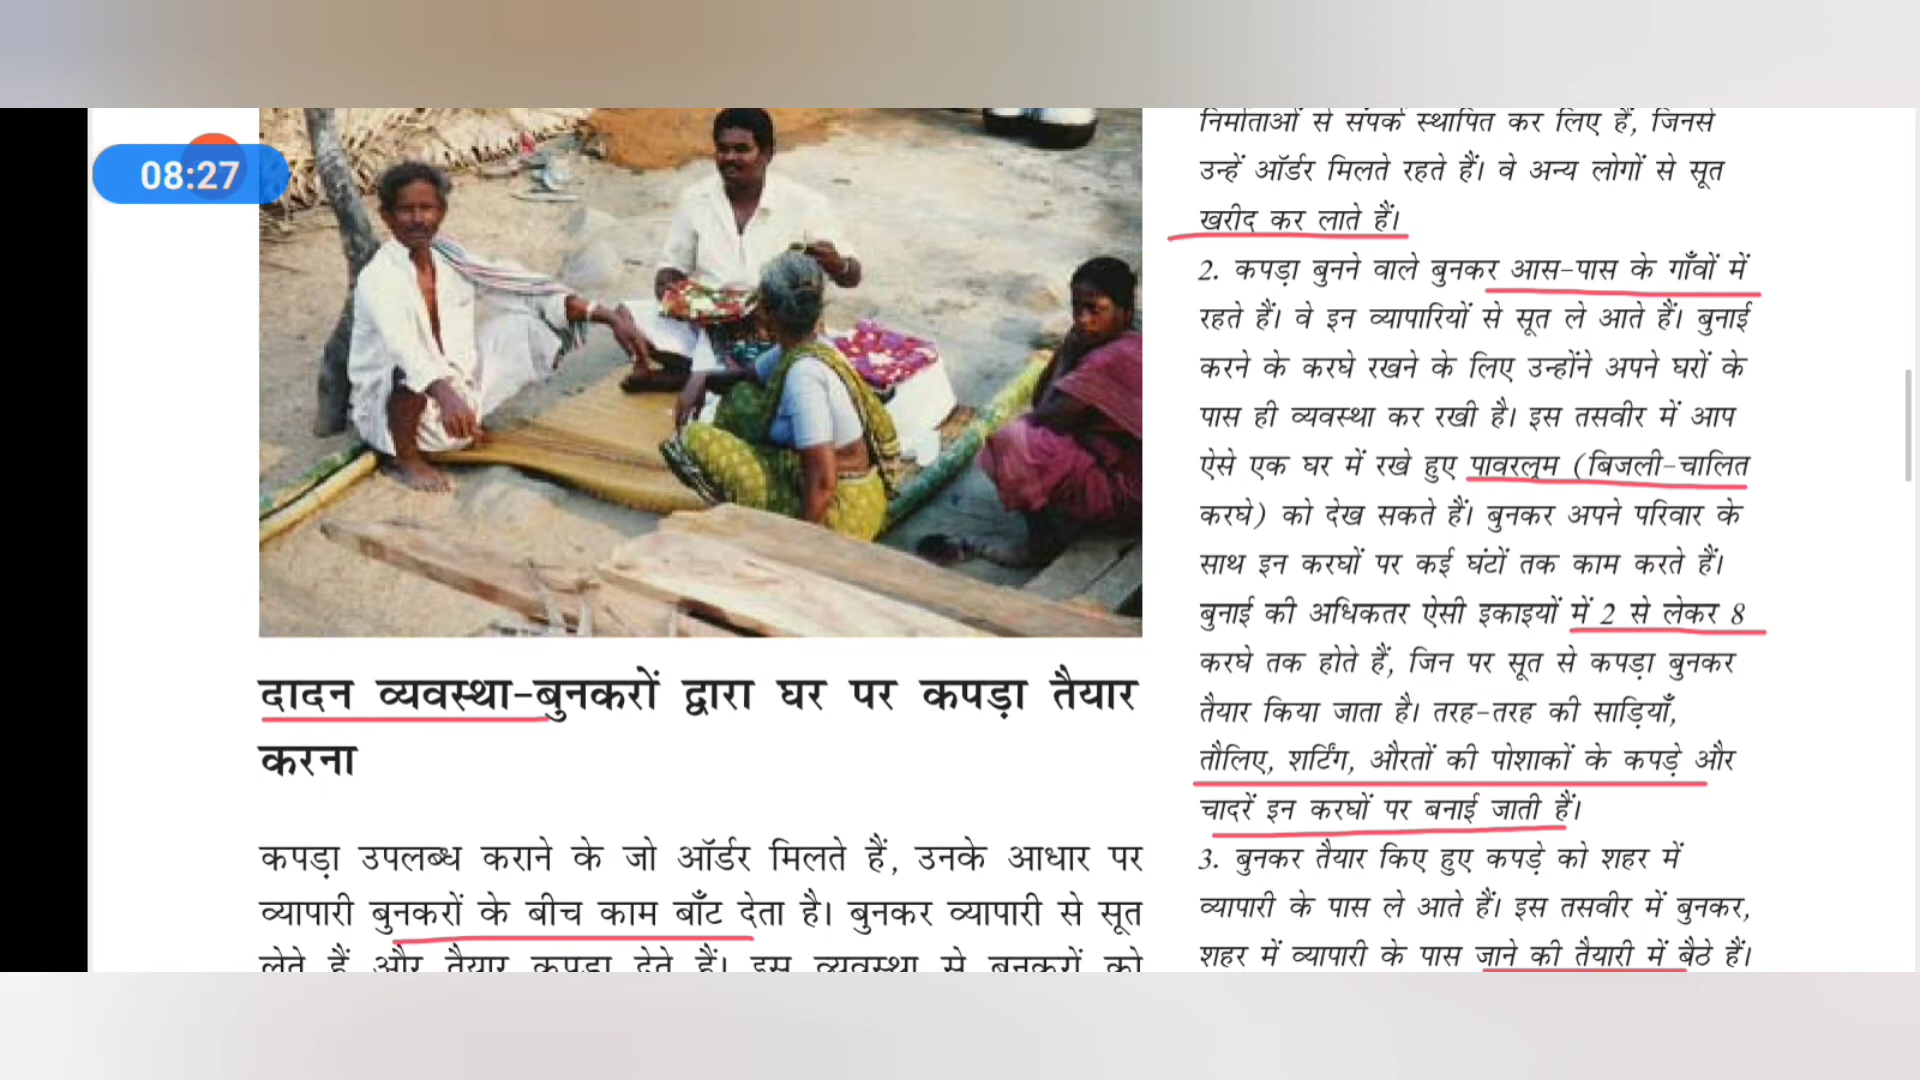 08:27
दादन व्यवस्था-बुनकरों द्वारा घर पर कपड़ा तैयार
करना
कपड़ा उपलब्ध कराने के जो ऑर्डर मिलते हैं, उनके आधार पर
व्यापारी बुनकरों के बीच काम बाँट देता है। बुनकर व्यापारी से सूत
लेते हैं और तैयार कपड़ा देते हैं। इस व्यवस्था से बुनकरों को
निर्माताओं से संपर्क स्थापित कर लिए हैं, जिनसे
उन्हें ऑर्डर मिलते रहते हैं। वे अन्य लोगों से सूत
खरीद कर लाते हैं।
2. कपड़ा बुनने वाले बुनकर आस-पास के गाँवों में
रहते हैं। वे इन व्यापारियों से सूत ले आते हैं। बुनाई
करने के करघे रखने के लिए उन्होंने अपने घरों के
पास ही व्यवस्था कर रखी है। इस तसवीर में आप
ऐसे एक घर में रखे हुए पावरलूम (बिजली-चालित
करघे) को देख सकते हैं। बुनकर अपने परिवार के
साथ इन करघों पर कई घंटों तक काम करते हैं।
बुनाई की अधिकतर ऐसी इकाइयों में 2 से लेकर 8
करघे तक होते हैं, जिन पर सूत से कपड़ा बुनकर
तैयार किया जाता है। तरह-तरह की साड़ियाँ,
तौलिए, शर्टिंग, औरतों की पोशाकों के कपड़े और
चादरें इन करघों पर बनाई जाती हैं।
3. बुनकर तैयार किए हुए कपड़े को शहर में
व्यापारी के पास ले आते हैं। इस तसवीर में बुनकर,
शहर में व्यापारी के पास जाने की तैयारी में बैठे हैं।